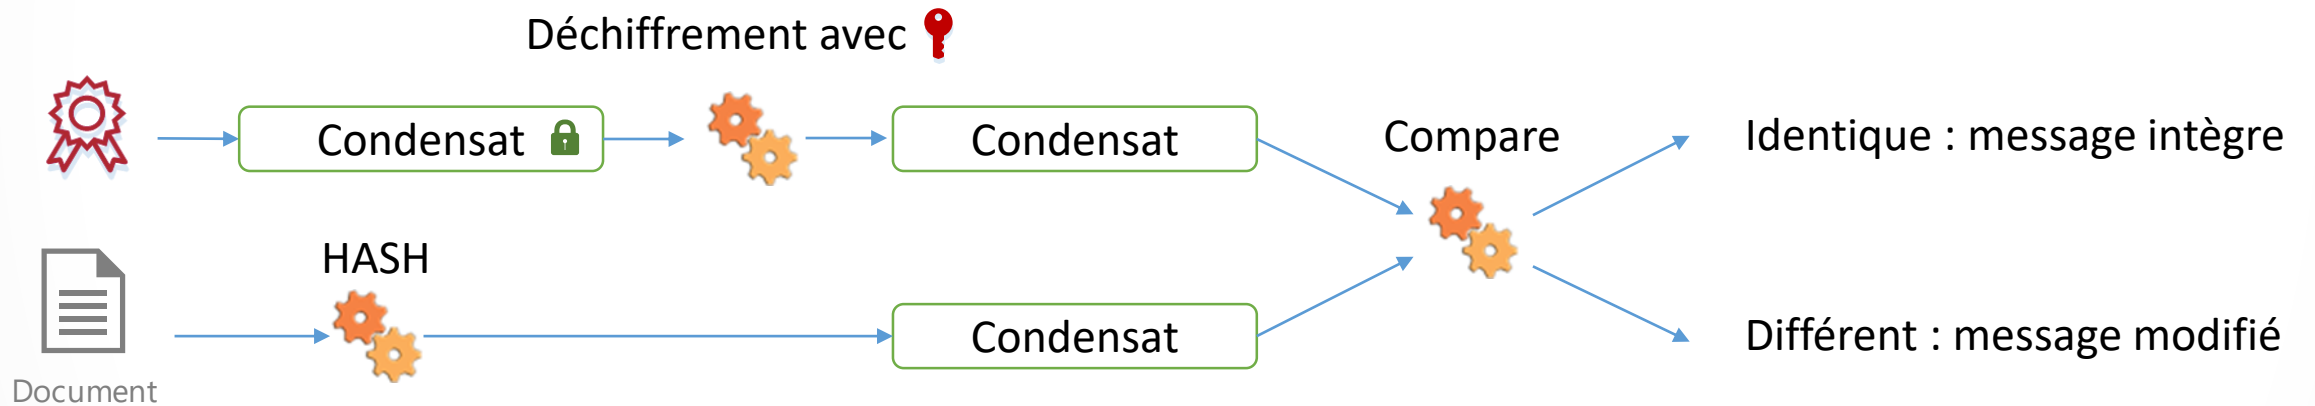 Déchiffrement avec
Condensat
Condensat
Compare
Identique : message intègre
HASH
Condensat
Différent : message modifié
Document